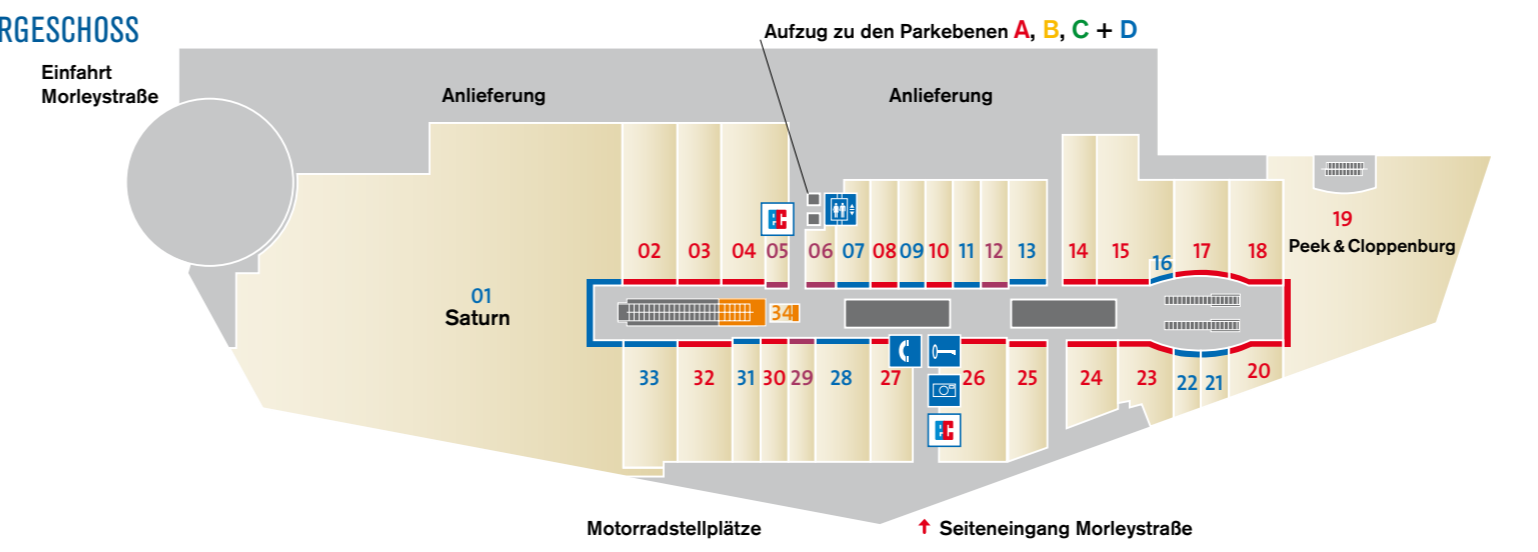 RGESCHOSS
Aufzug zu den Parkebenen A, B, C + D
Einfahrt
Morleystraße
Anlieferung
Anlieferung
02 03 04 05 06 07 08 09 10 11 12 13 14 15 16 17 18
19
Peek & Cloppenburg
EC
01
Saturn
34
33 32 31 30 29 28 27 26 25 24 23 22 21 20
EC
Motorradstellplätze
↑ Seiteneingang Morleystraße